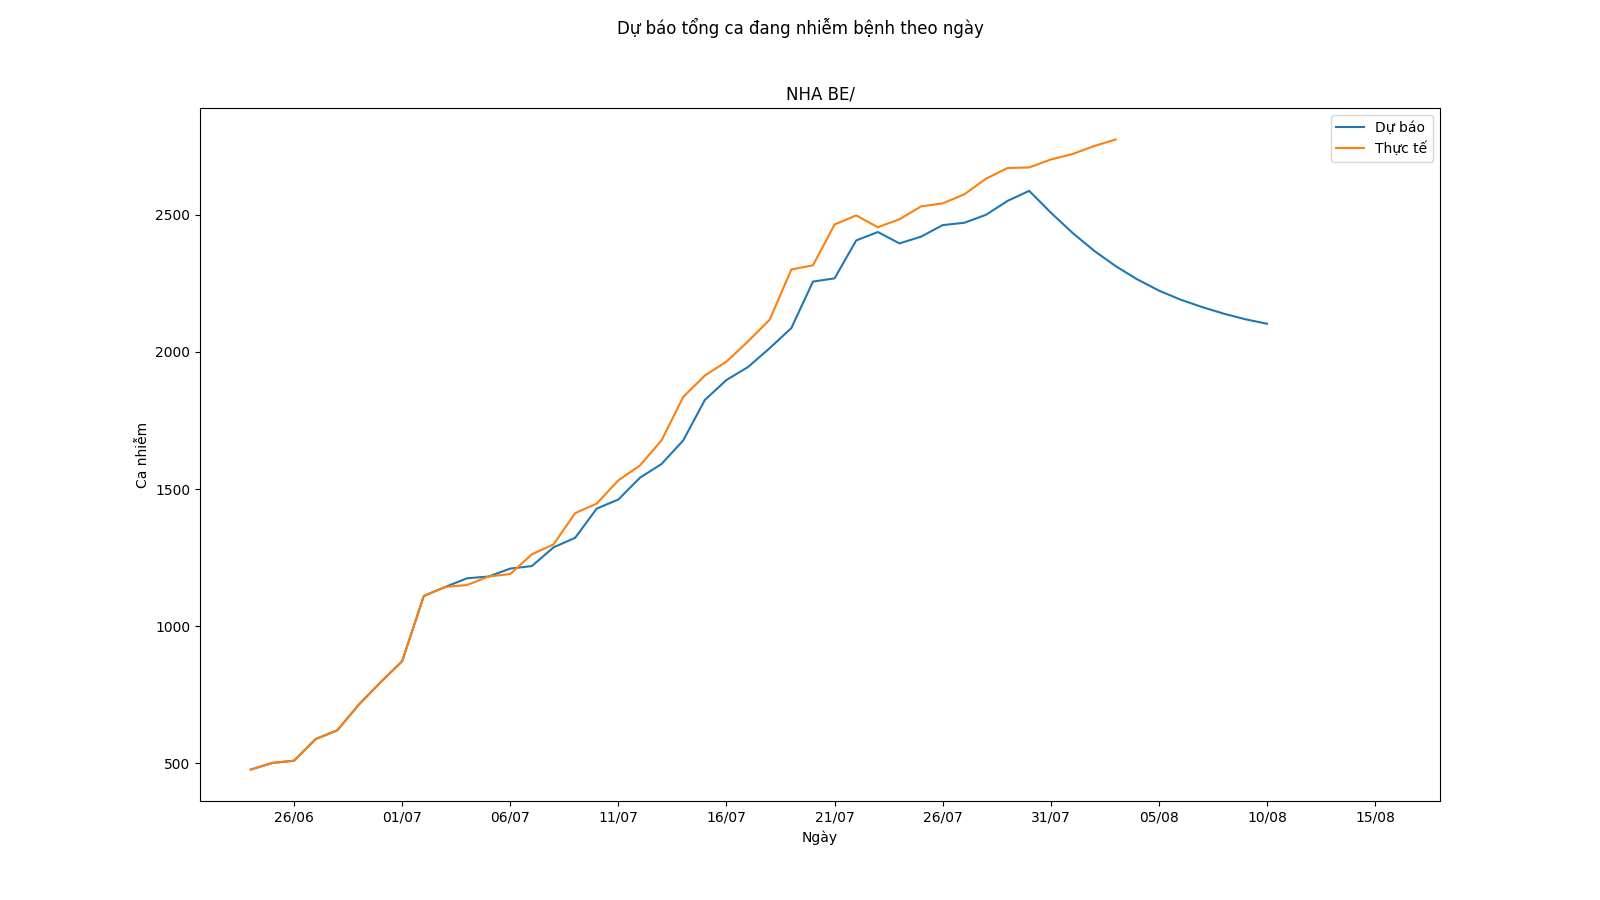 Dự báo tổng ca đang nhiễm bệnh theo ngày
NHA BE/
Dự báo
Thực tế
2500
2000
1500
1000
500
Ca nhiễm
26/06 01/07 06/07 11/07 16/07 21/07 26/07 31/07 05/08 10/08 15/08
Ngày